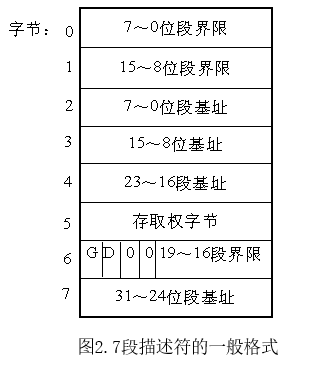 字节： 0 7～0位段界限
1 15～8位段界限
2 7～0位段基址
3 15～8位基址
4 23～16段基址
5 存取权字节
6 G D 0 0 19～16段界限
7 31～24位段基址
图2.7段描述符的一般格式